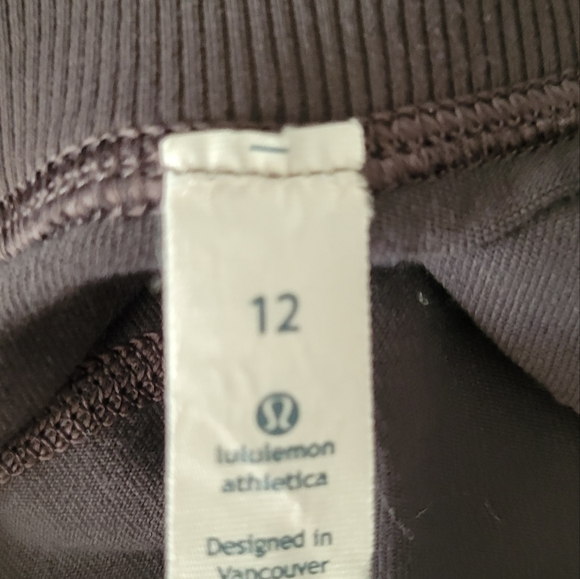 12
lululemon
athletica
Designed in
Vancouver